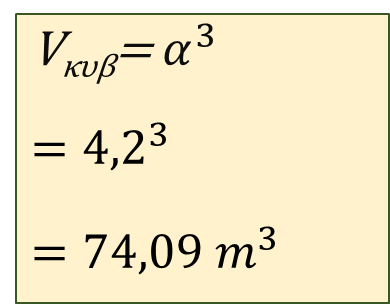 V_κυβ = α³
= 4,2³
= 74,09 m³